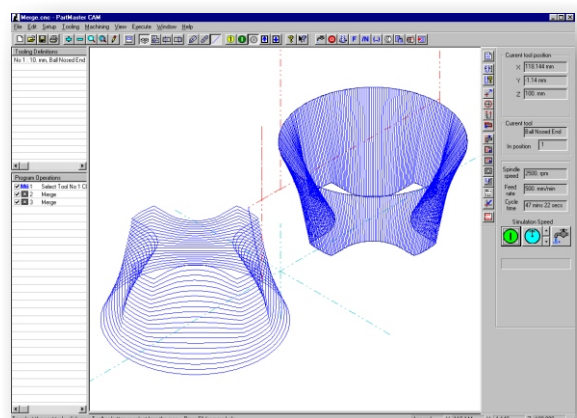 Merge.cnc - PartMaster CAM
File Edit Setup Tooling Machining View Execute Window Help
Tooling Definitions
No 1 : 10. mm, Ball Nosed End
Program Operations
1 Select Tool No 1
2 Merge
3 Merge
Current tool position
X 118.144 mm
Y -1.14 mm
Z 100. mm
Current tool
Ball Nosed End
In position 1
Spindle speed 2500. rpm
Feed rate 500. mm/min
Cycle time 47 mins 22 secs
Simulation Speed